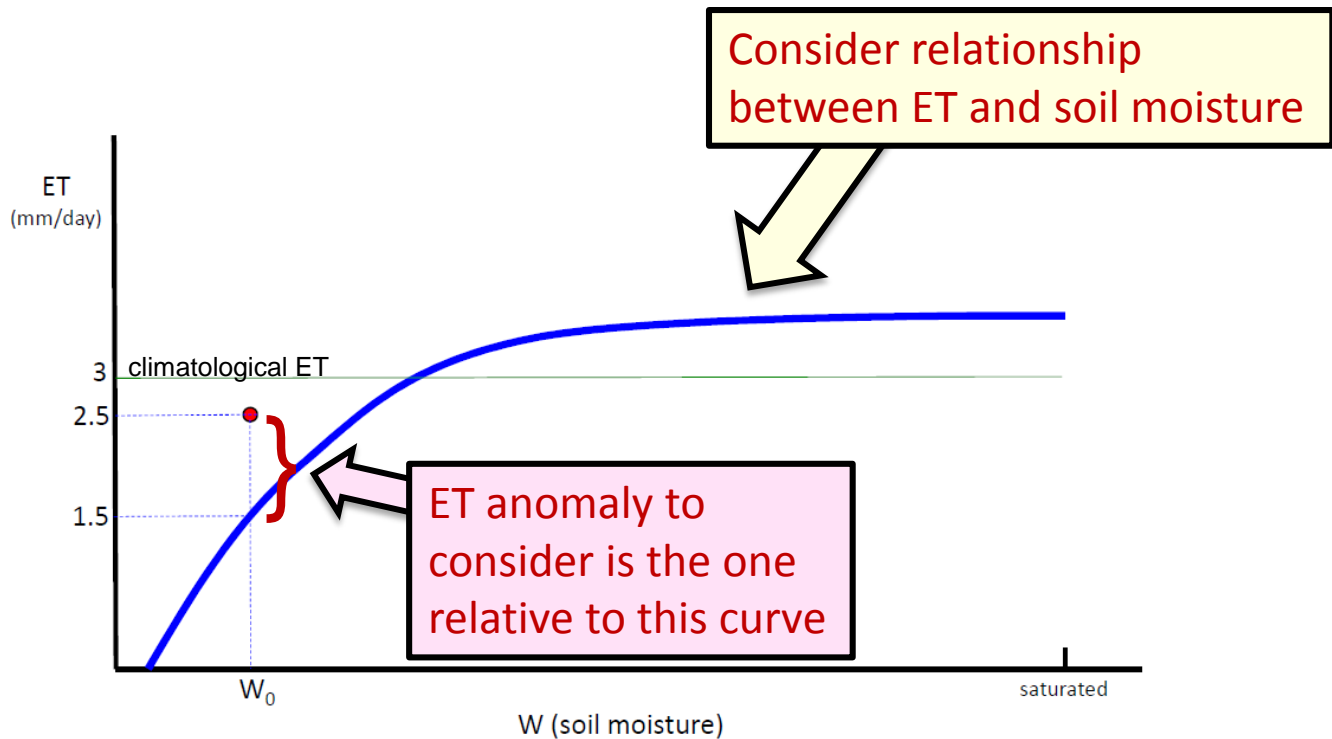 Consider relationship
between ET and soil moisture
ET
(mm/day)
climatological ET
3
2.5
1.5
ET anomaly to
consider is the one
relative to this curve
W0
saturated
W (soil moisture)